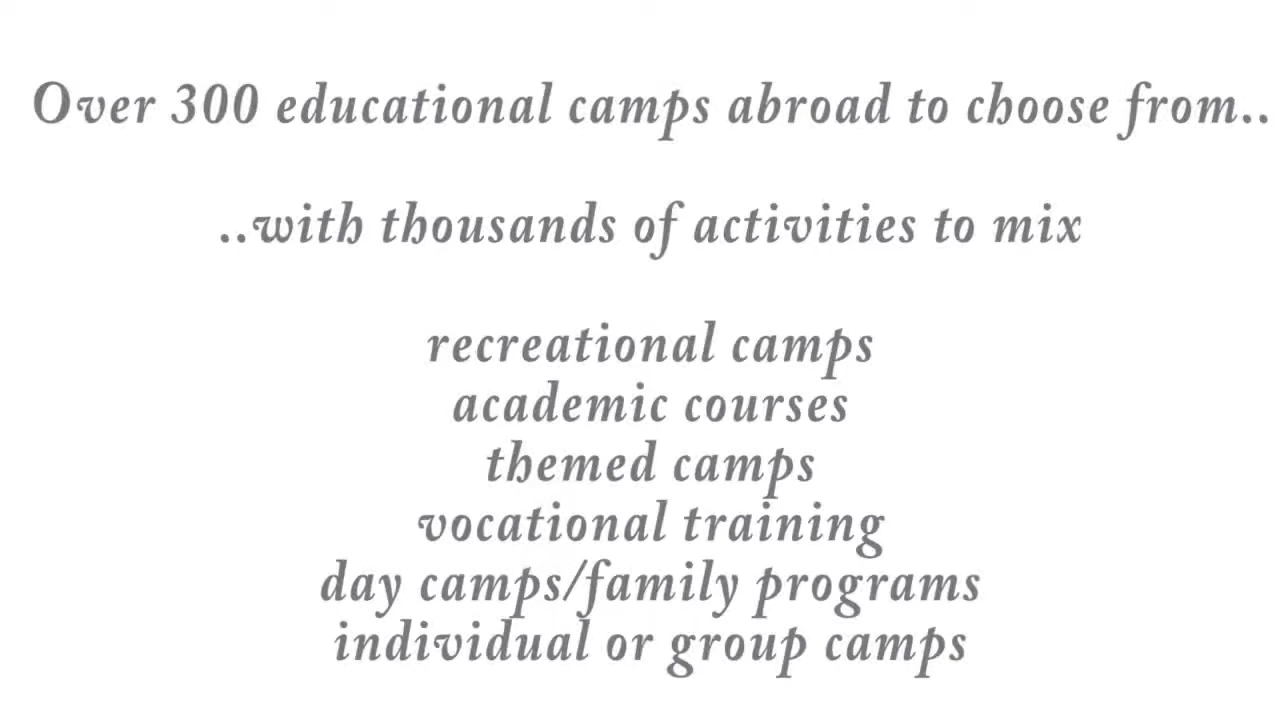 Over 300 educational camps abroad to choose from..
..with thousands of activities to mix
recreational camps
academic courses
themed camps
vocational training
day camps/family programs
individual or group camps